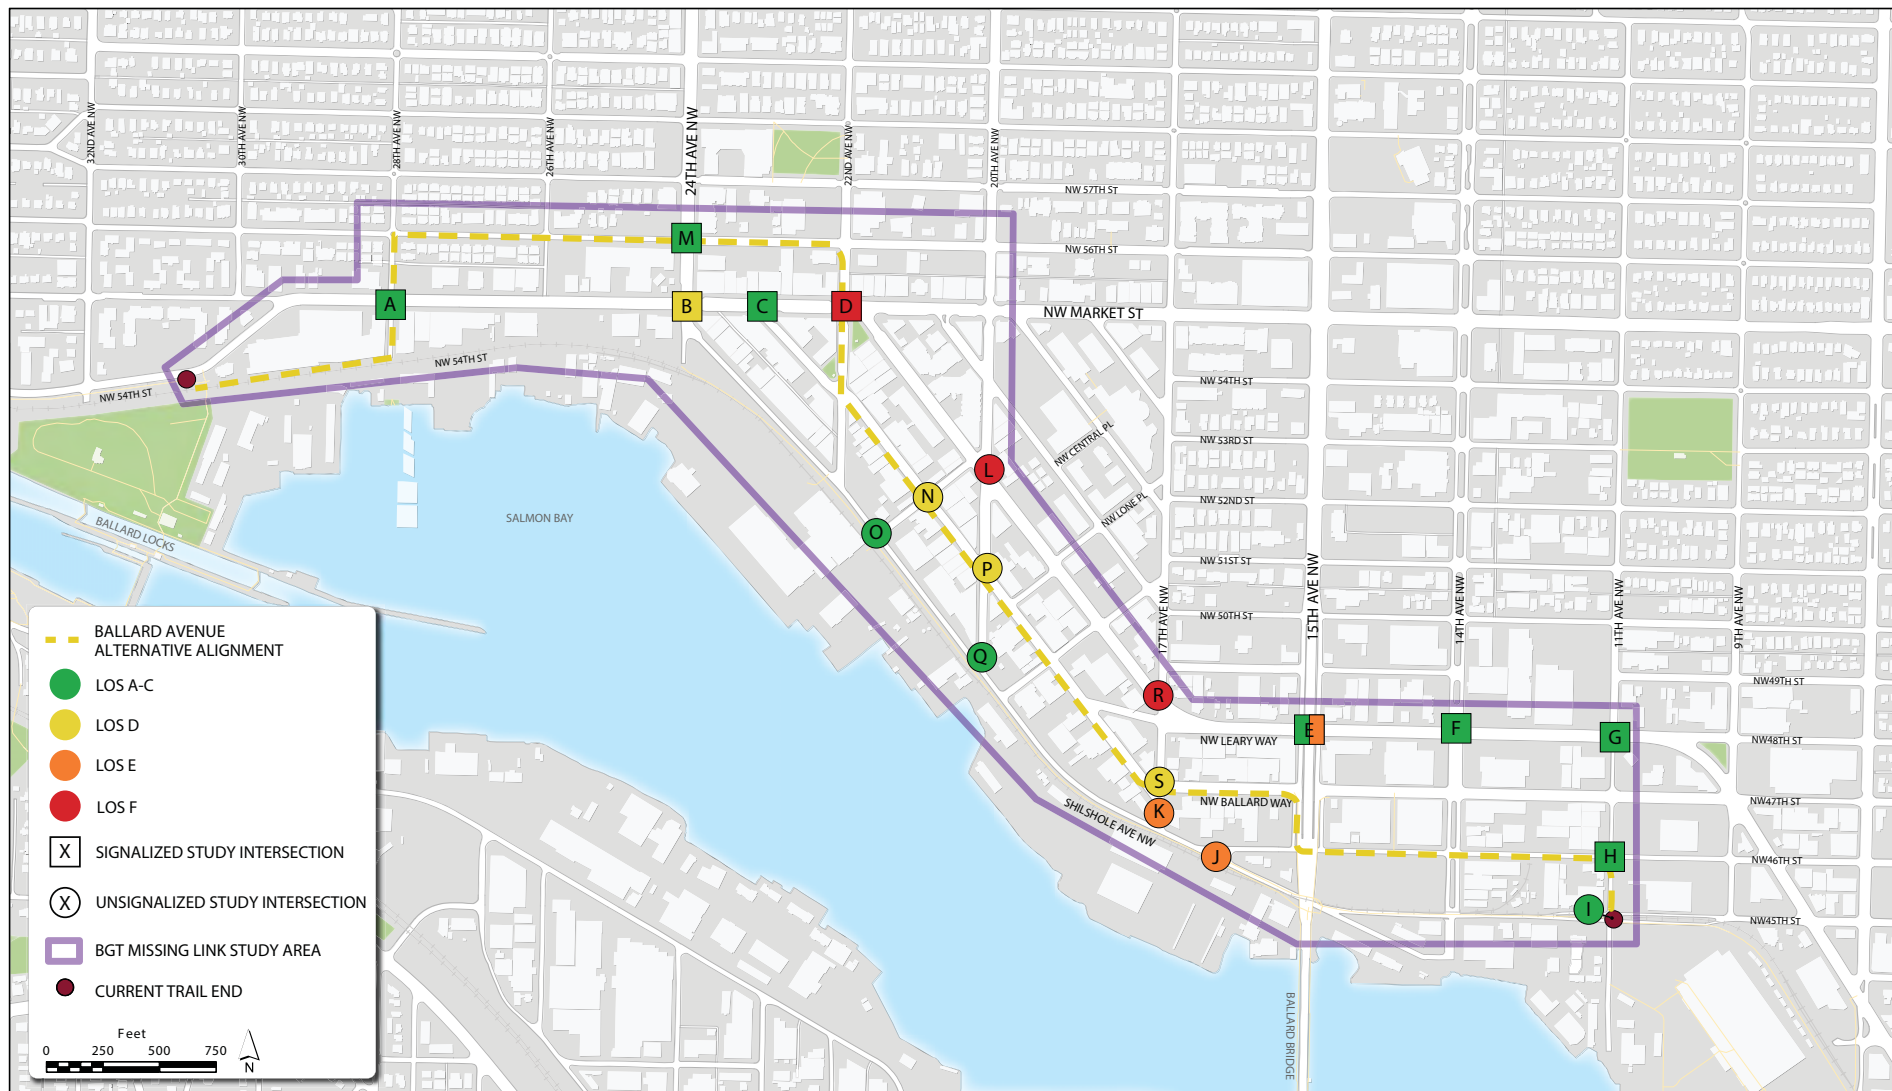 32ND AVE NW
30TH AVE NW
28TH AVE NW
26TH AVE NW
24TH AVE NW
22ND AVE NW
20TH AVE NW
NW 57TH ST
NW 56TH ST
M
A
B
C
D
NW MARKET ST
NW 54TH ST
NW 54TH ST
NW 54TH ST
NW CENTRAL PL
NW 53RD ST
L
N
NW LONE PL
NW 52ND ST
BALLARD LOCKS
SALMON BAY
O
P
NW 51ST ST
15TH AVE NW
14TH AVE NW
11TH AVE NW
9TH AVE NW
17TH AVE NW
NW 50TH ST
Q
R
NW49TH ST
E
F
G
NW LEARY WAY
NW48TH ST
S
K
NW BALLARD WAY
NW47TH ST
SHILSHOLE AVE NW
J
H
NW46TH ST
I
NW45TH ST
BALLARD BRIDGE
BALLARD AVENUE
ALTERNATIVE ALIGNMENT
LOS A-C
LOS D
LOS E
LOS F
X SIGNALIZED STUDY INTERSECTION
X UNSIGNALIZED STUDY INTERSECTION
BGT MISSING LINK STUDY AREA
CURRENT TRAIL END
Feet
0 250 500 750
N